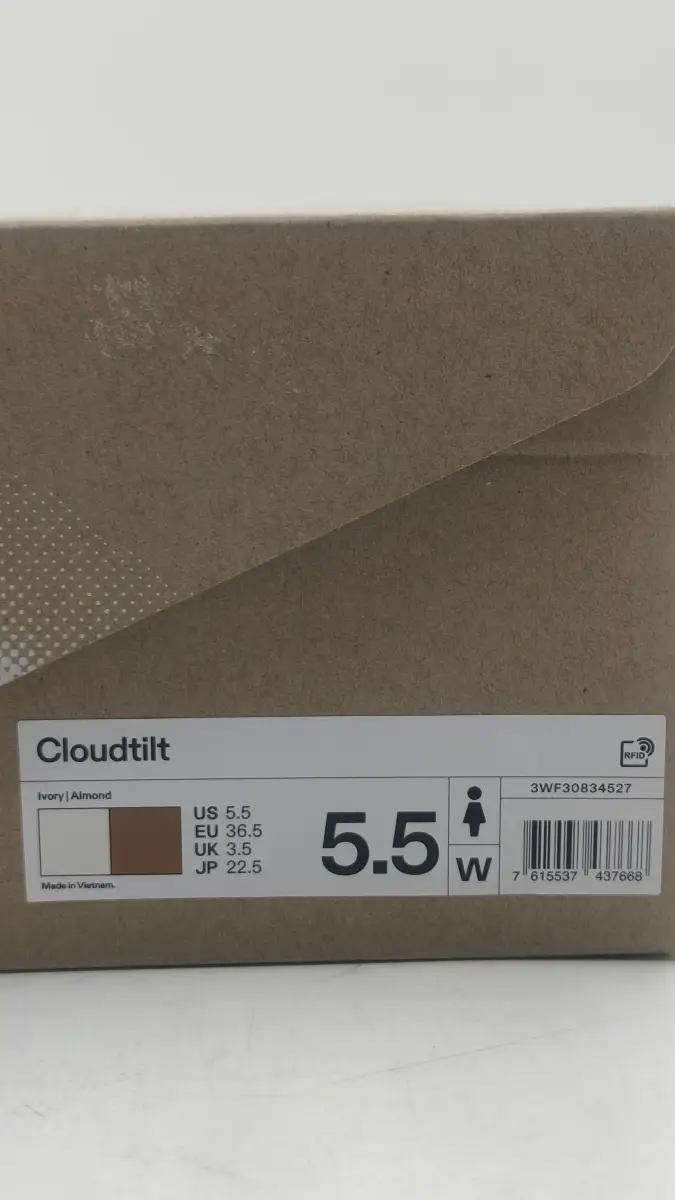 Cloudtilt
RFID
Ivory | Almond
US 5.5
EU 36.5
UK 3.5
JP 22.5
Made in Vietnam.
5.5
W
3WF30834527
7 615537 437668